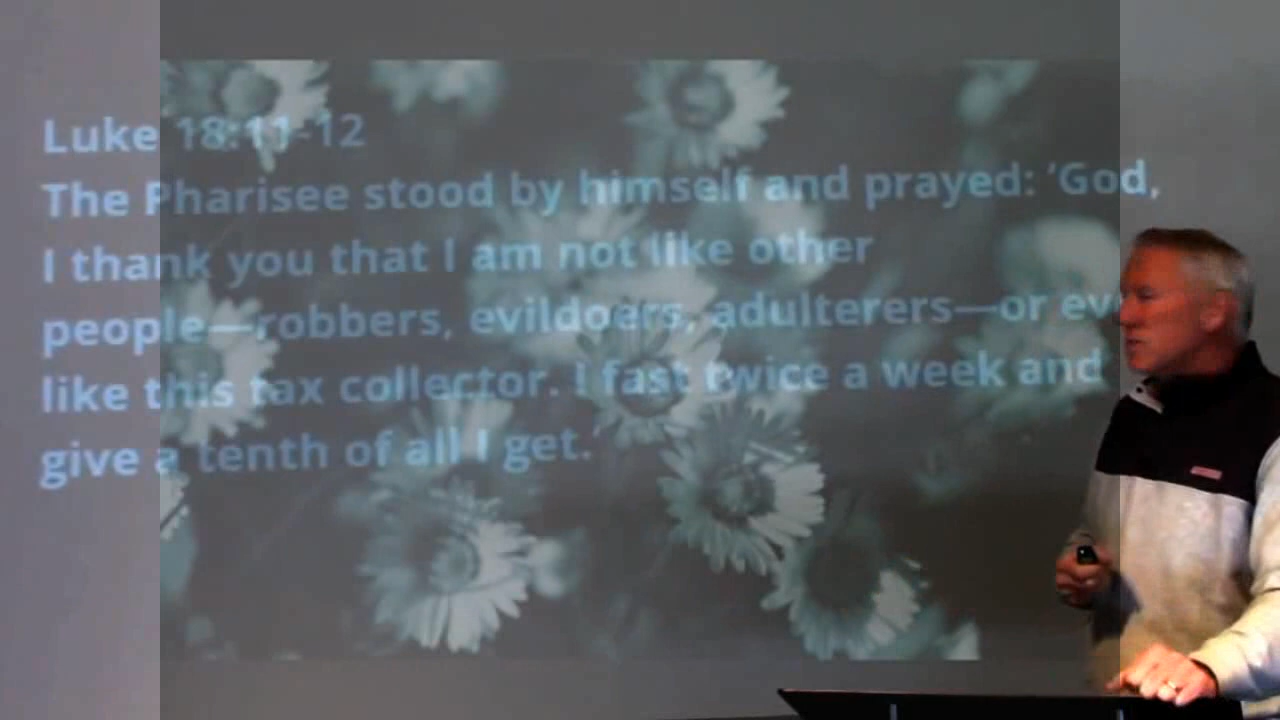 Luke 18:11-12
The Pharisee stood by himself and prayed: ‘God,
I thank you that I am not like other
people—robbers, evildoers, adulterers—or
like this tax collector. I fast twice a week and
give a tenth of all I get.’